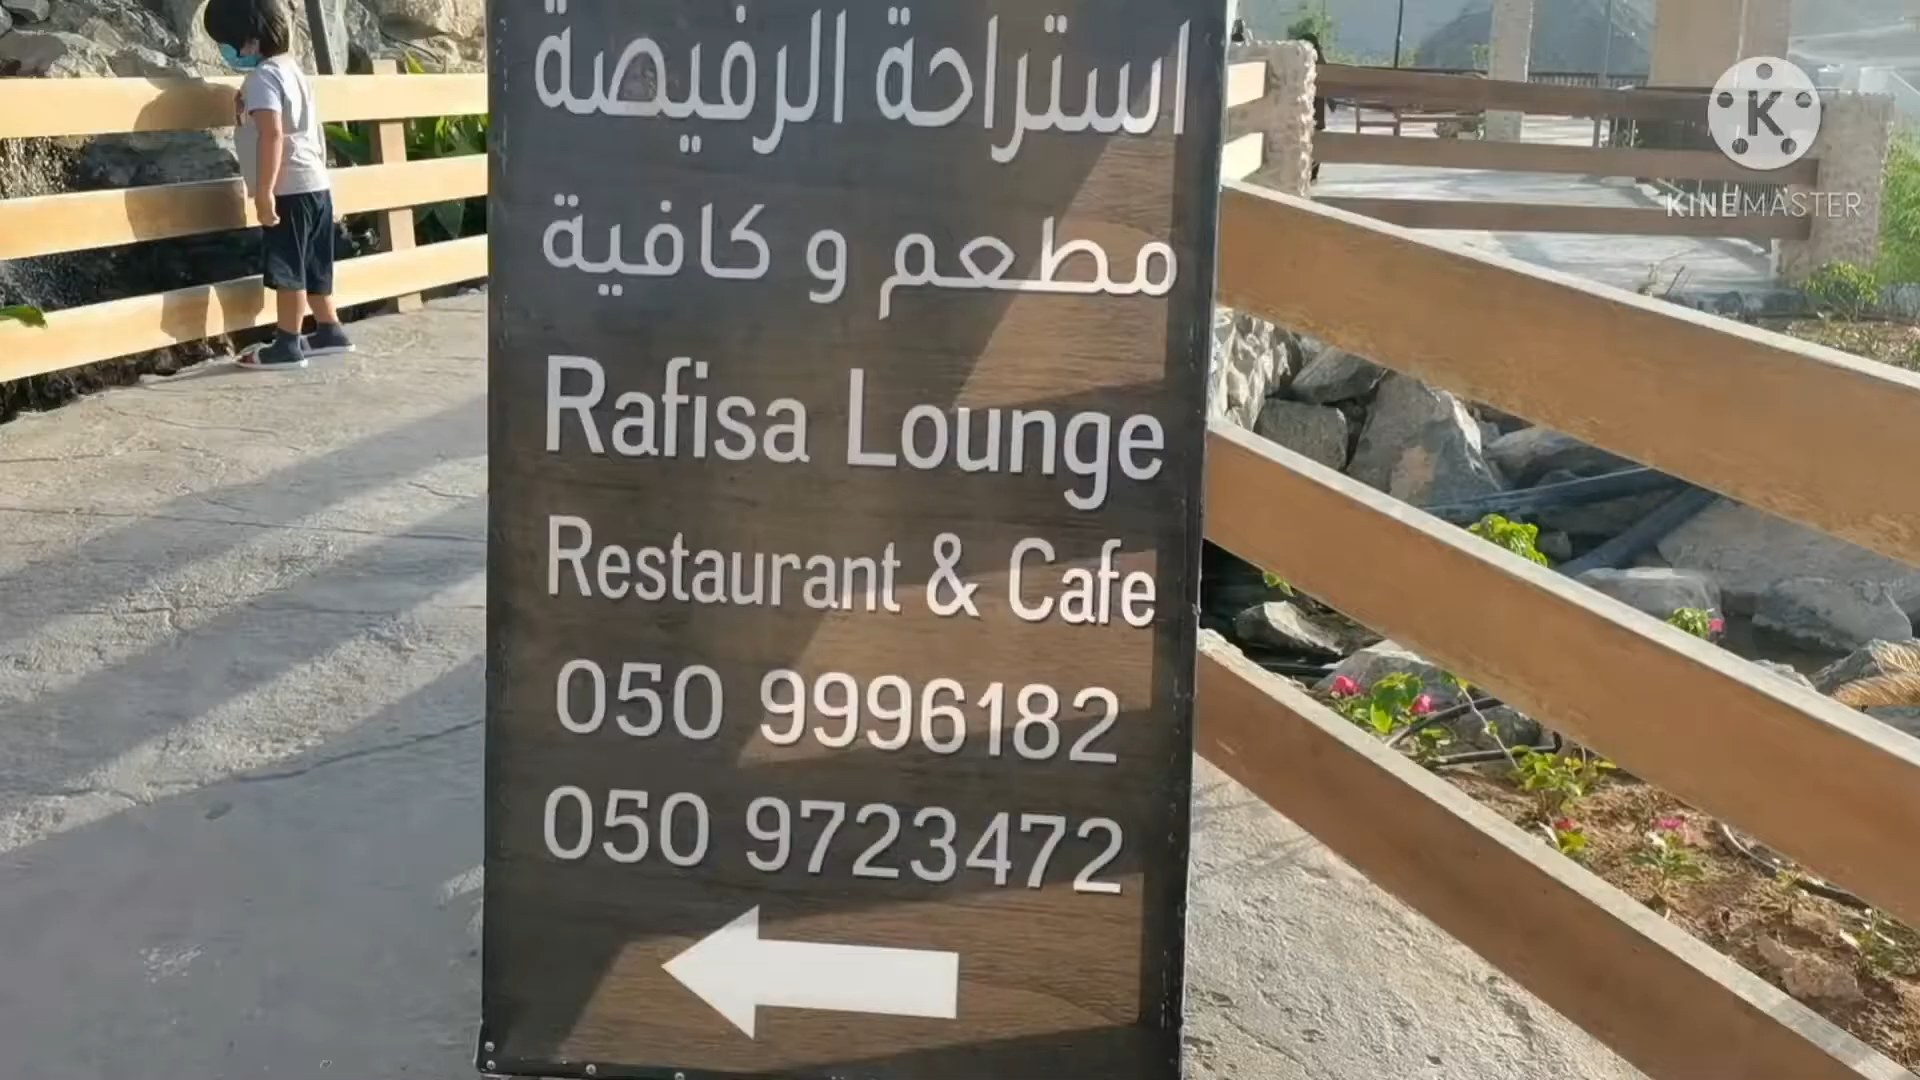 استراحة الرفيصة
مطعم و كافية
Rafisa Lounge
Restaurant & Cafe
050 9996182
050 9723472
K
KINEMASTER